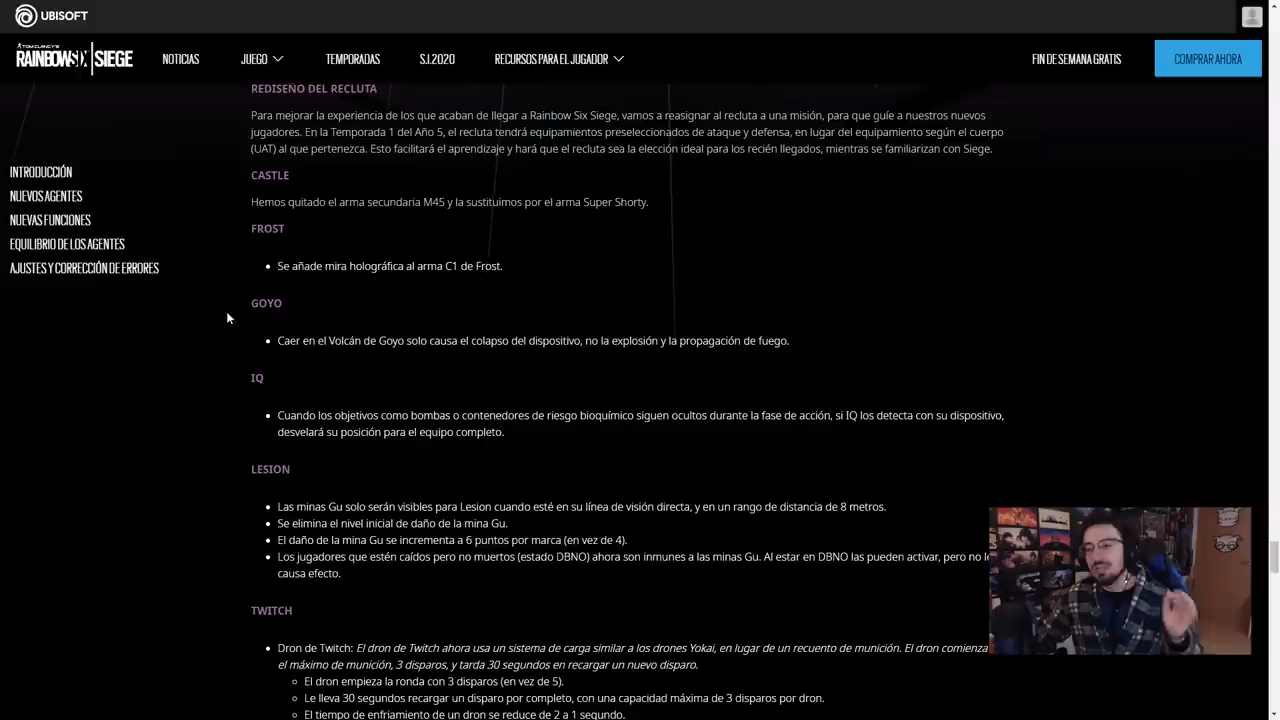 UBISOFT
TOM CLANCY'S
RAINBOW SIX SIEGE
NOTICIAS
JUEGO
TEMPORADAS
S.I.2020
RECURSOS PARA EL JUGADOR
FIN DE SEMANA GRATIS
COMPRAR AHORA
INTRODUCCIÓN
NUEVOS AGENTES
NUEVAS FUNCIONES
EQUILIBRIO DE LOS AGENTES
AJUSTES Y CORRECCIÓN DE ERRORES
REDISEÑO DEL RECLUTA
Para mejorar la experiencia de los que acaban de llegar a Rainbow Six Siege, vamos a reasignar al recluta a una misión, para que guíe a nuestros nuevos
jugadores. En la Temporada 1 del Año 5, el recluta tendrá equipamientos preseleccionados de ataque y defensa, en lugar del equipamiento según el cuerpo
(UAT) al que pertenezca. Esto facilitará el aprendizaje y hará que el recluta sea la elección ideal para los recién llegados, mientras se familiarizan con Siege.
CASTLE
Hemos quitado el arma secundaria M45 y la sustituimos por el arma Super Shorty.
FROST
• Se añade mira holográfica al arma C1 de Frost.
GOYO
• Caer en el Volcán de Goyo solo causa el colapso del dispositivo, no la explosión y la propagación de fuego.
IQ
• Cuando los objetivos como bombas o contenedores de riesgo bioquímico siguen ocultos durante la fase de acción, si IQ los detecta con su dispositivo,
desvelará su posición para el equipo completo.
LESION
• Las minas Gu solo serán visibles para Lesion cuando esté en su línea de visión directa, y en un rango de distancia de 8 metros.
• Se elimina el nivel inicial de daño de la mina Gu.
• El daño de la mina Gu se incrementa a 6 puntos por marca (en vez de 4).
• Los jugadores que estén caídos pero no muertos (estado DBNO) ahora son inmunes a las minas Gu. Al estar en DBNO las pueden activar, pero no
causa efecto.
TWITCH
• Dron de Twitch: El dron de Twitch ahora usa un sistema de carga similar a los drones Yokai, en lugar de un recuento de munición. El dron comienza
el máximo de munición, 3 disparos, y tarda 30 segundos en recargar un nuevo disparo.
El dron empieza la ronda con 3 disparos (en vez de 5).
Le lleva 30 segundos recargar un disparo por completo, con una capacidad máxima de 3 disparos por dron.
El tiempo de enfriamiento de un dron se reduce de 2 a 1 segundo.